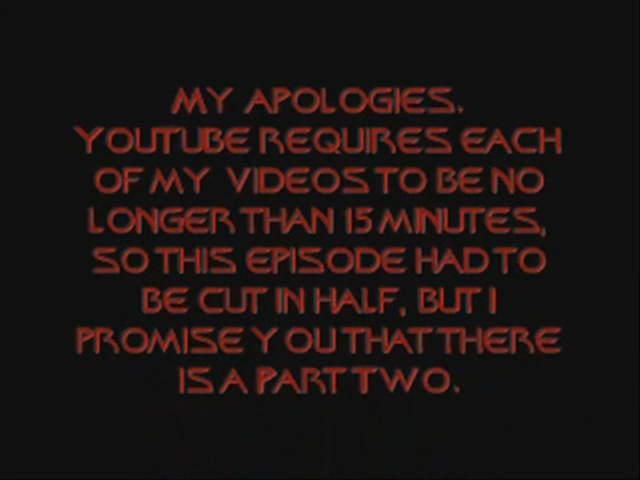 MY APOLOGIES.
YOUTUBE REQUIRES EACH
OF MY VIDEOS TO BE NO
LONGER THAN 15 MINUTES,
SO THIS EPISODE HAD TO
BE CUT IN HALF, BUT I
PROMISE YOU THAT THERE
IS A PART TWO.